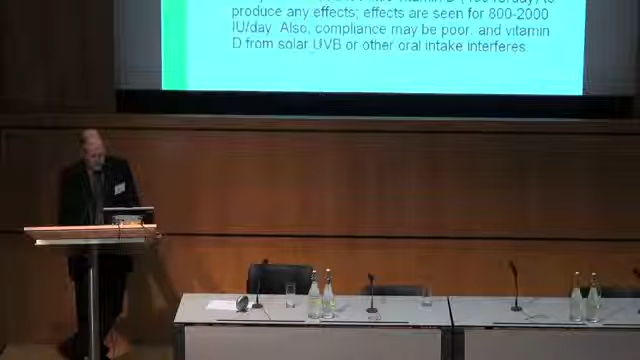 produce any effects; effects are seen for 800-2000
IU/day. Also, compliance may be poor, and vitamin
D from solar UVB or other oral intake interferes.